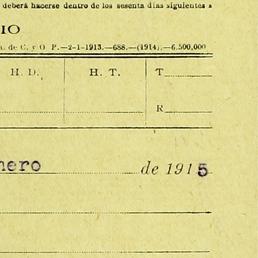 deberá hacerse dentro de los sesenta días siguientes a
IO
a. de C. y O P.—2-1-1913.—688.—(1914).—6.500,000
H. D. H. T. T
R
nero de 1915